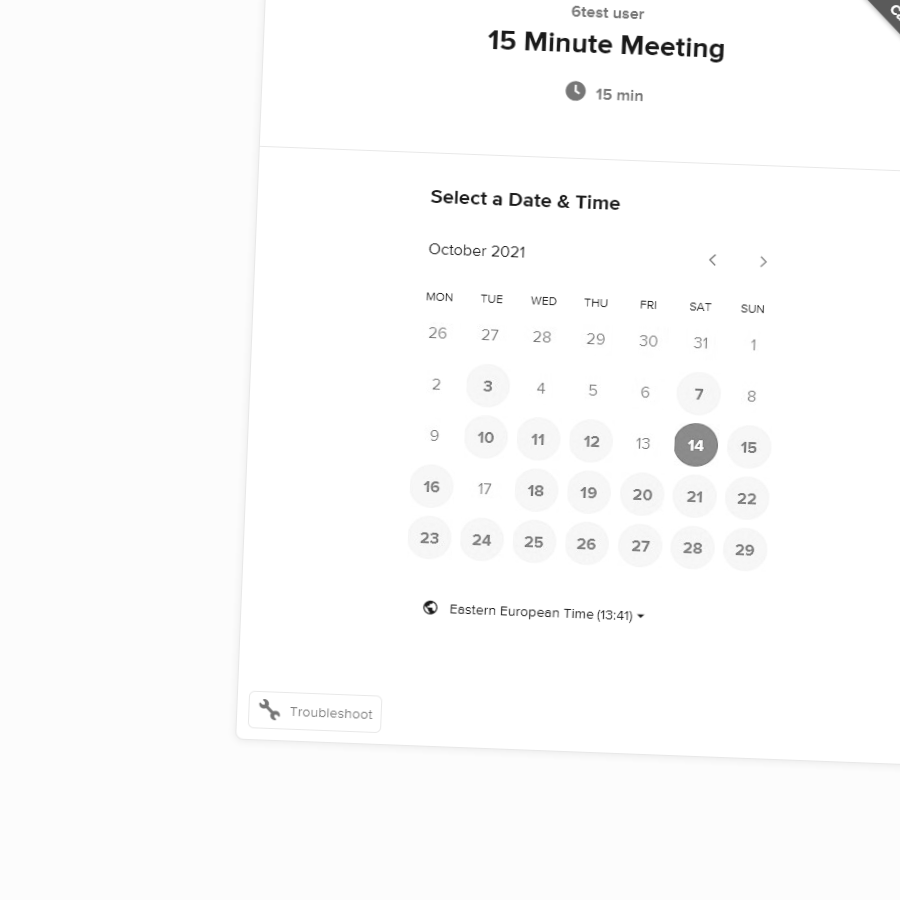 6test user
15 Minute Meeting
15 min
Select a Date & Time
October 2021
MON TUE WED THU FRI SAT SUN
26 27 28 29 30 31 1
2 3 4 5 6 7 8
9 10 11 12 13 14 15
16 17 18 19 20 21 22
23 24 25 26 27 28 29
Eastern European Time (13:41)
Troubleshoot